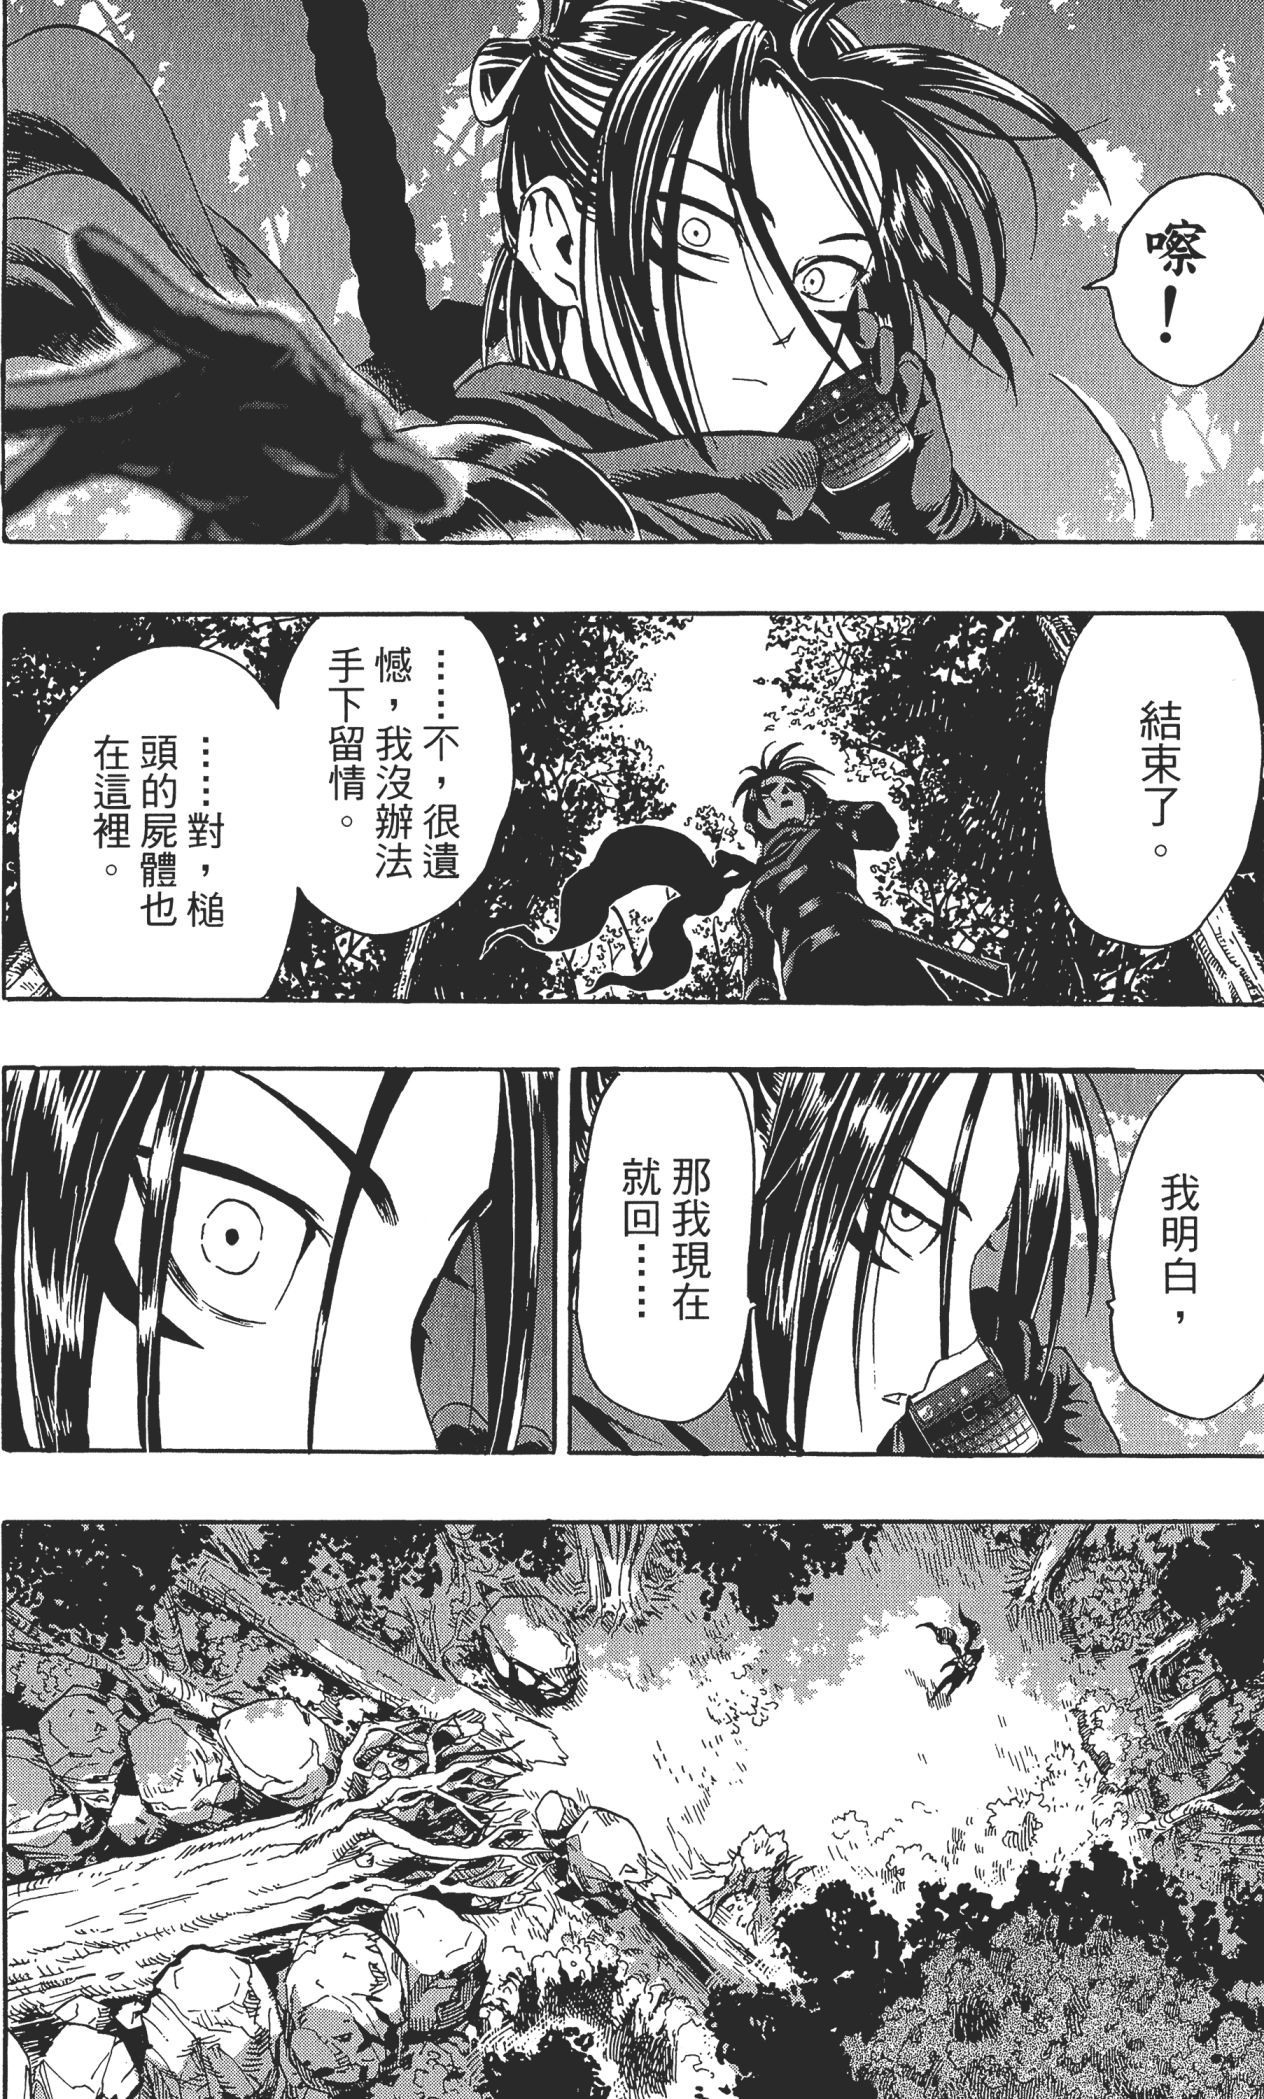 嚓！
結束了。
……不，很遺
憾，我沒辦法
手下留情。
……對，槌
頭的屍體也
在這裡。
我明白，
那我現在
就回……